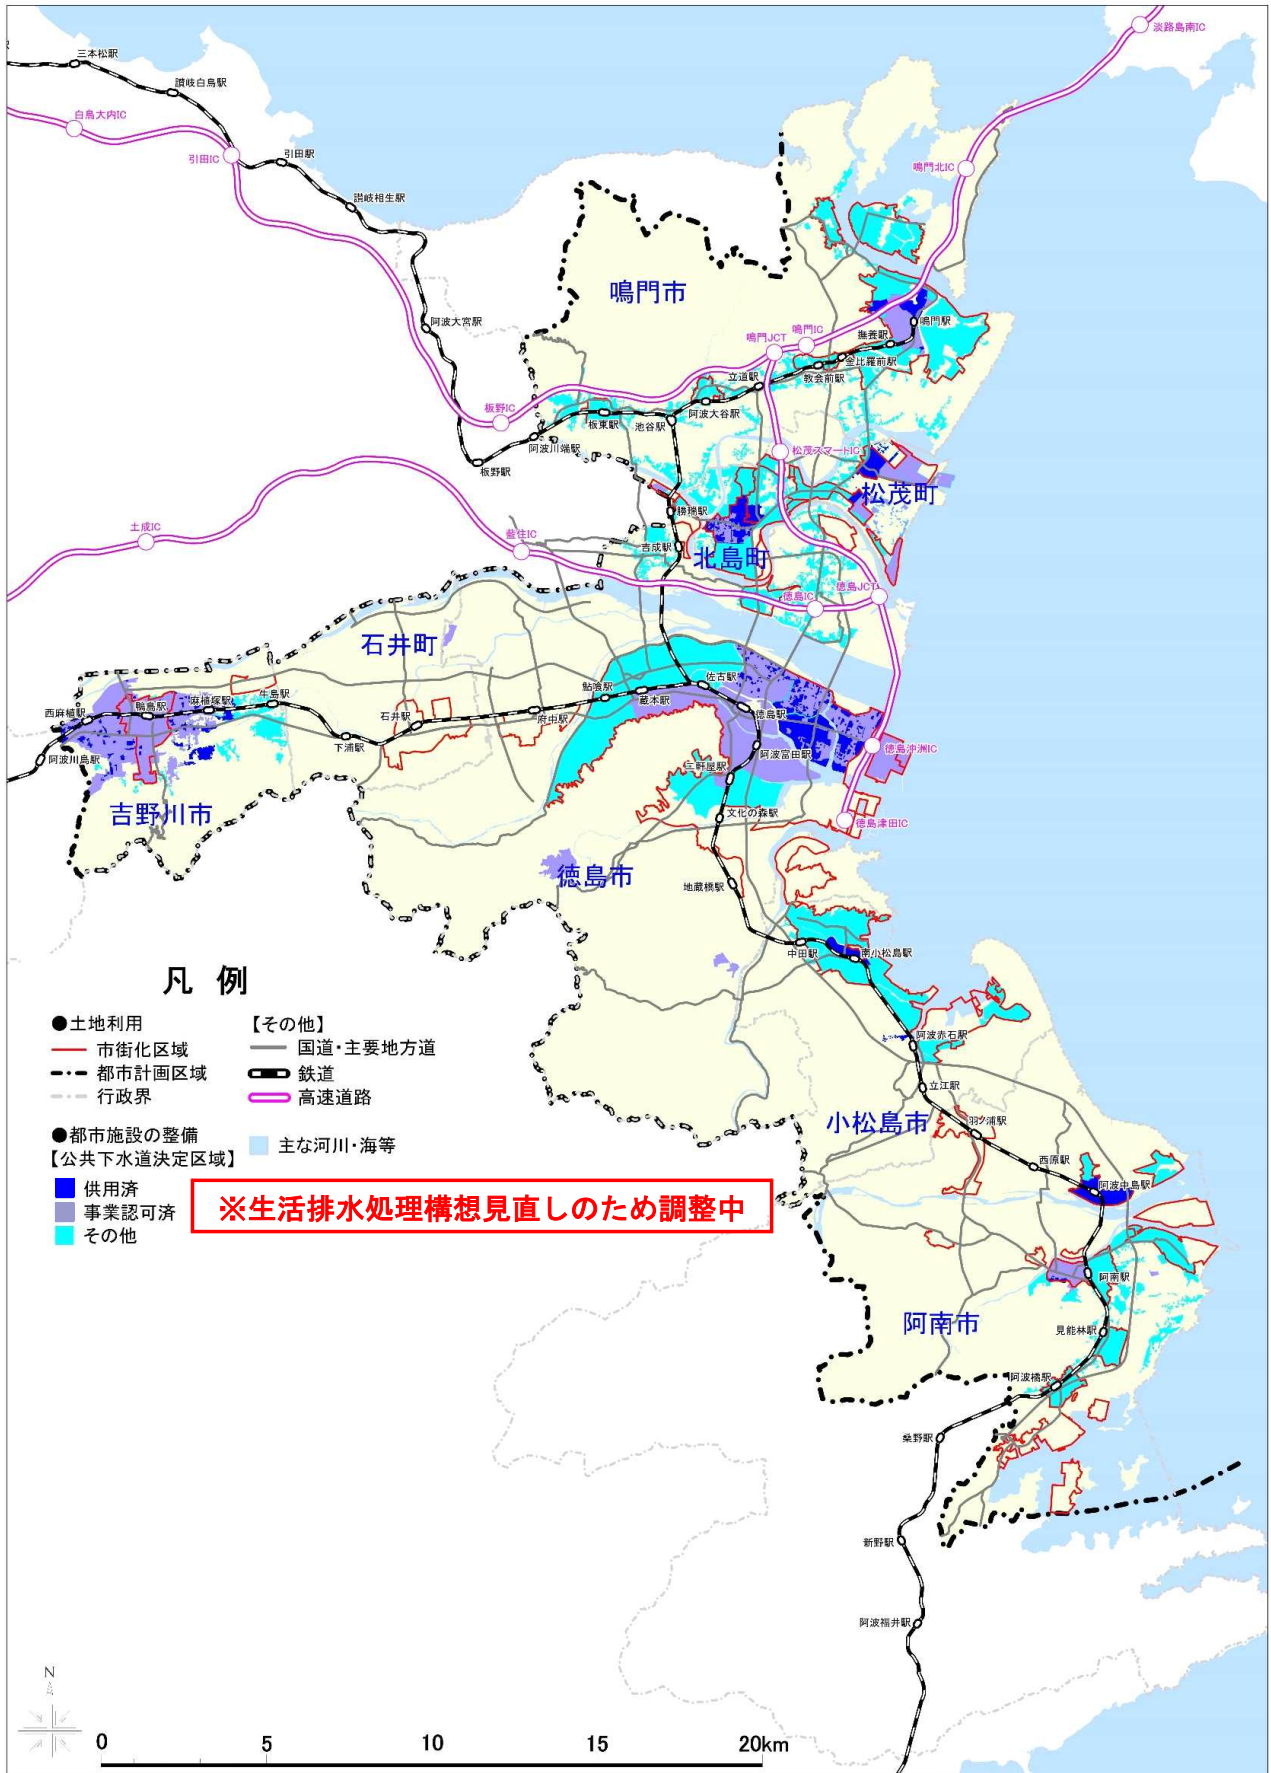 淡路島南IC
三本松駅
讃岐白鳥駅
白鳥大内IC
引田IC
引田駅
讃岐相生駅
鳴門北IC
鳴門市
阿波大宮駅
鳴門駅
撫養駅
鳴門JCT
鳴門IC
金比羅前駅
教会前駅
立道駅
阿波大谷駅
板野IC
板東駅
池谷駅
阿波川端駅
板野駅
松茂スマートIC
松茂町
勝瑞駅
土成IC
藍住IC
吉成駅
北島町
徳島JCT
徳島IC
石井町
佐古駅
鮎喰駅
蔵本駅
牛島駅
麻植塚駅
鴨島駅
西麻植駅
石井駅
府中駅
徳島駅
下浦駅
阿波富田駅
徳島沖洲IC
阿波川島駅
二軒屋駅
吉野川市
文化の森駅
徳島津田IC
徳島市
地蔵橋駅
中田駅
南小松島駅
凡 例
●土地利用
市街化区域
都市計画区域
行政界
【その他】
国道・主要地方道
鉄道
高速道路
阿波赤石駅
立江駅
小松島市
羽ノ浦駅
●都市施設の整備
【公共下水道決定区域】
主な河川・海等
供用済
事業認可済
その他
※生活排水処理構想見直しのため調整中
西原駅
阿波中島駅
阿南駅
阿南市
見能林駅
阿波橘駅
桑野駅
新野駅
阿波福井駅
N
0 5 10 15 20km